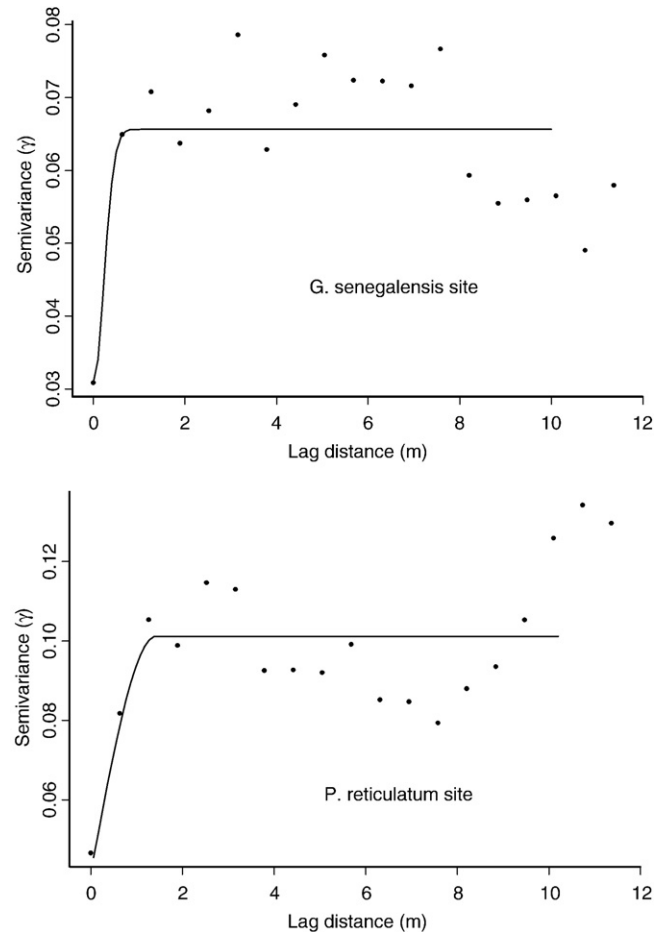 0.08
0.07
0.06
0.05
0.04
0.03
Semivariance (γ)
G. senegalensis site
0 2 4 6 8 10 12
Lag distance (m)
0.12
0.10
0.08
0.06
Semivariance (γ)
P. reticulatum site
0 2 4 6 8 10 12
Lag distance (m)